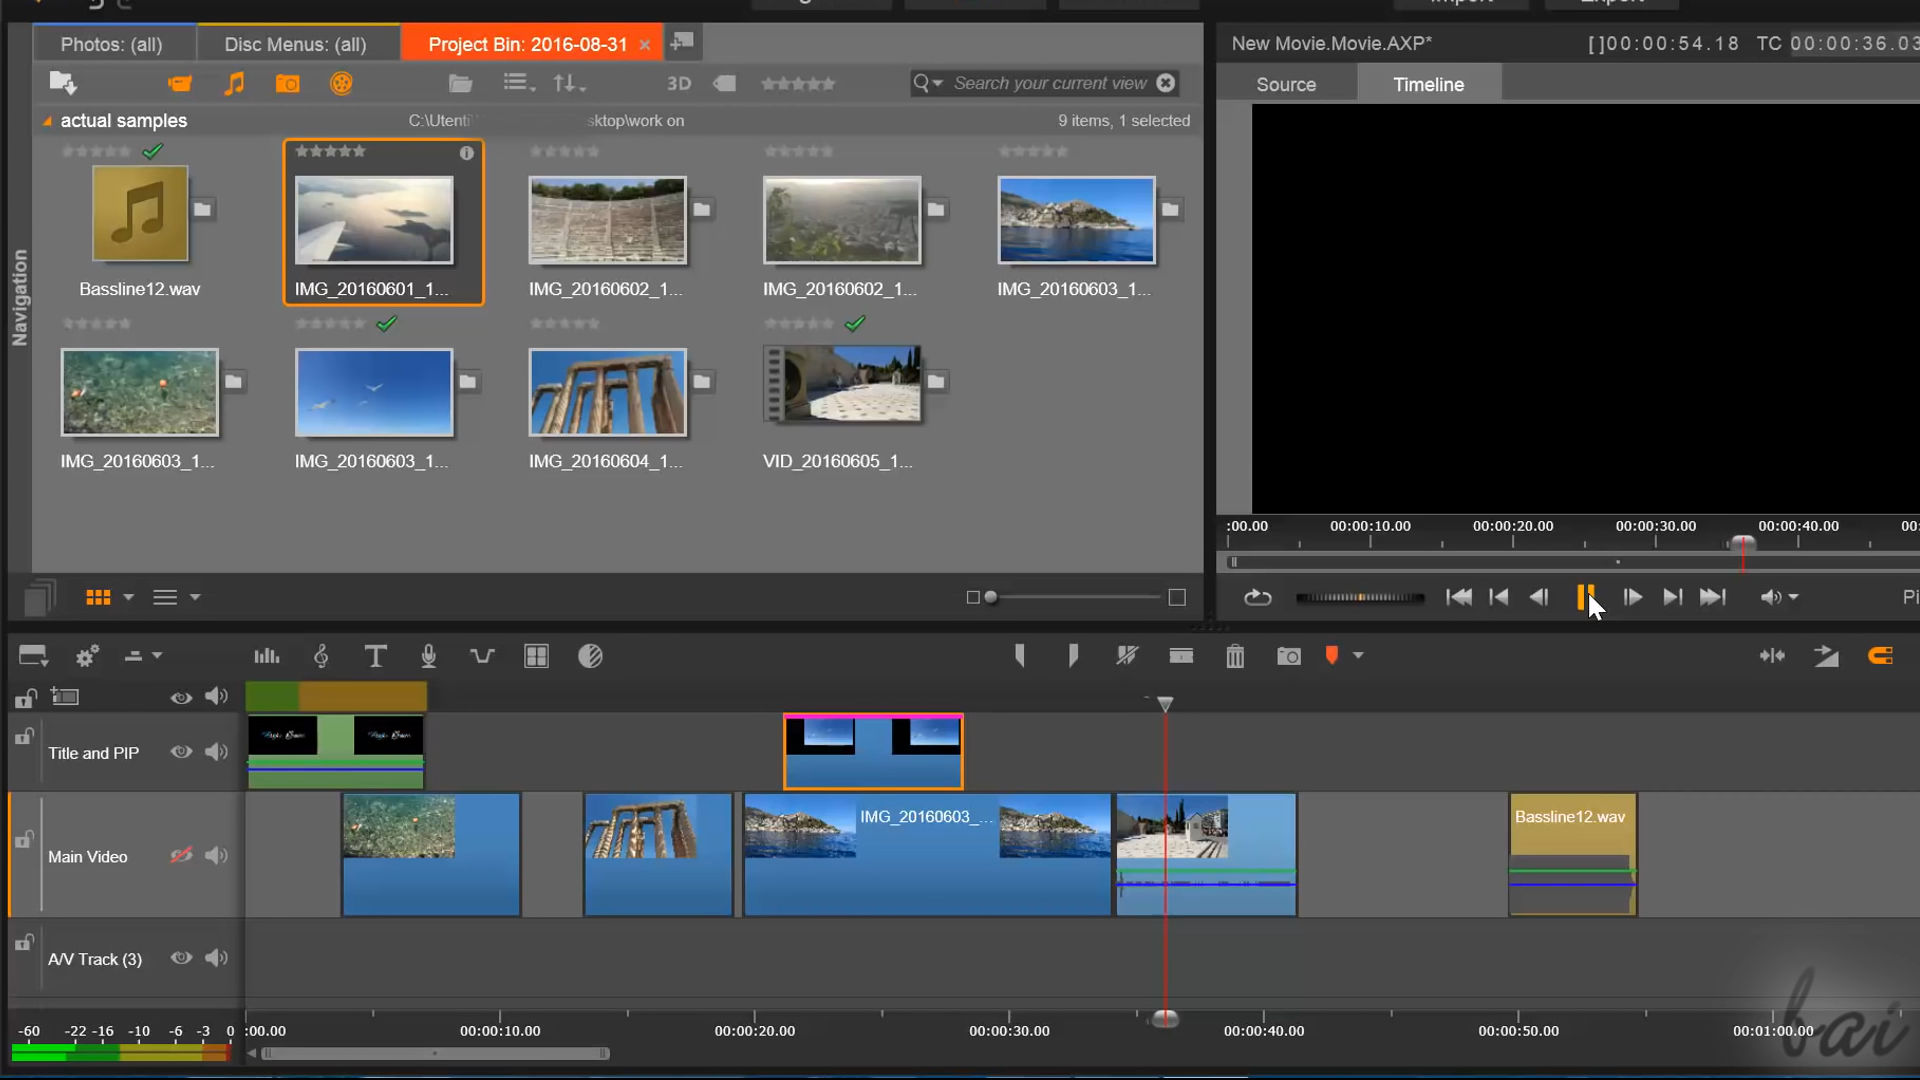 Photos: (all)
Disc Menus: (all)
Project Bin: 2016-08-31
New Movie.Movie.AXP*
[]00:00:54.18
TC 00:00:36.03
3D
Search your current view
Source
Timeline
actual samples
C:\Utenti
sktop\work on
9 items, 1 selected
Navigation
Bassline12.wav
IMG_20160601_1...
IMG_20160602_1...
IMG_20160602_1...
IMG_20160603_1...
IMG_20160603_1...
IMG_20160603_1...
IMG_20160604_1...
VID_20160605_1...
:00.00
00:00:10.00
00:00:20.00
00:00:30.00
00:00:40.00
Title and PIP
Main Video
IMG_20160603_...
Bassline12.wav
A/V Track (3)
-60 -22 -16 -10 -6 -3 0
:00.00
00:00:10.00
00:00:20.00
00:00:30.00
00:00:40.00
00:00:50.00
00:01:00.00
bai